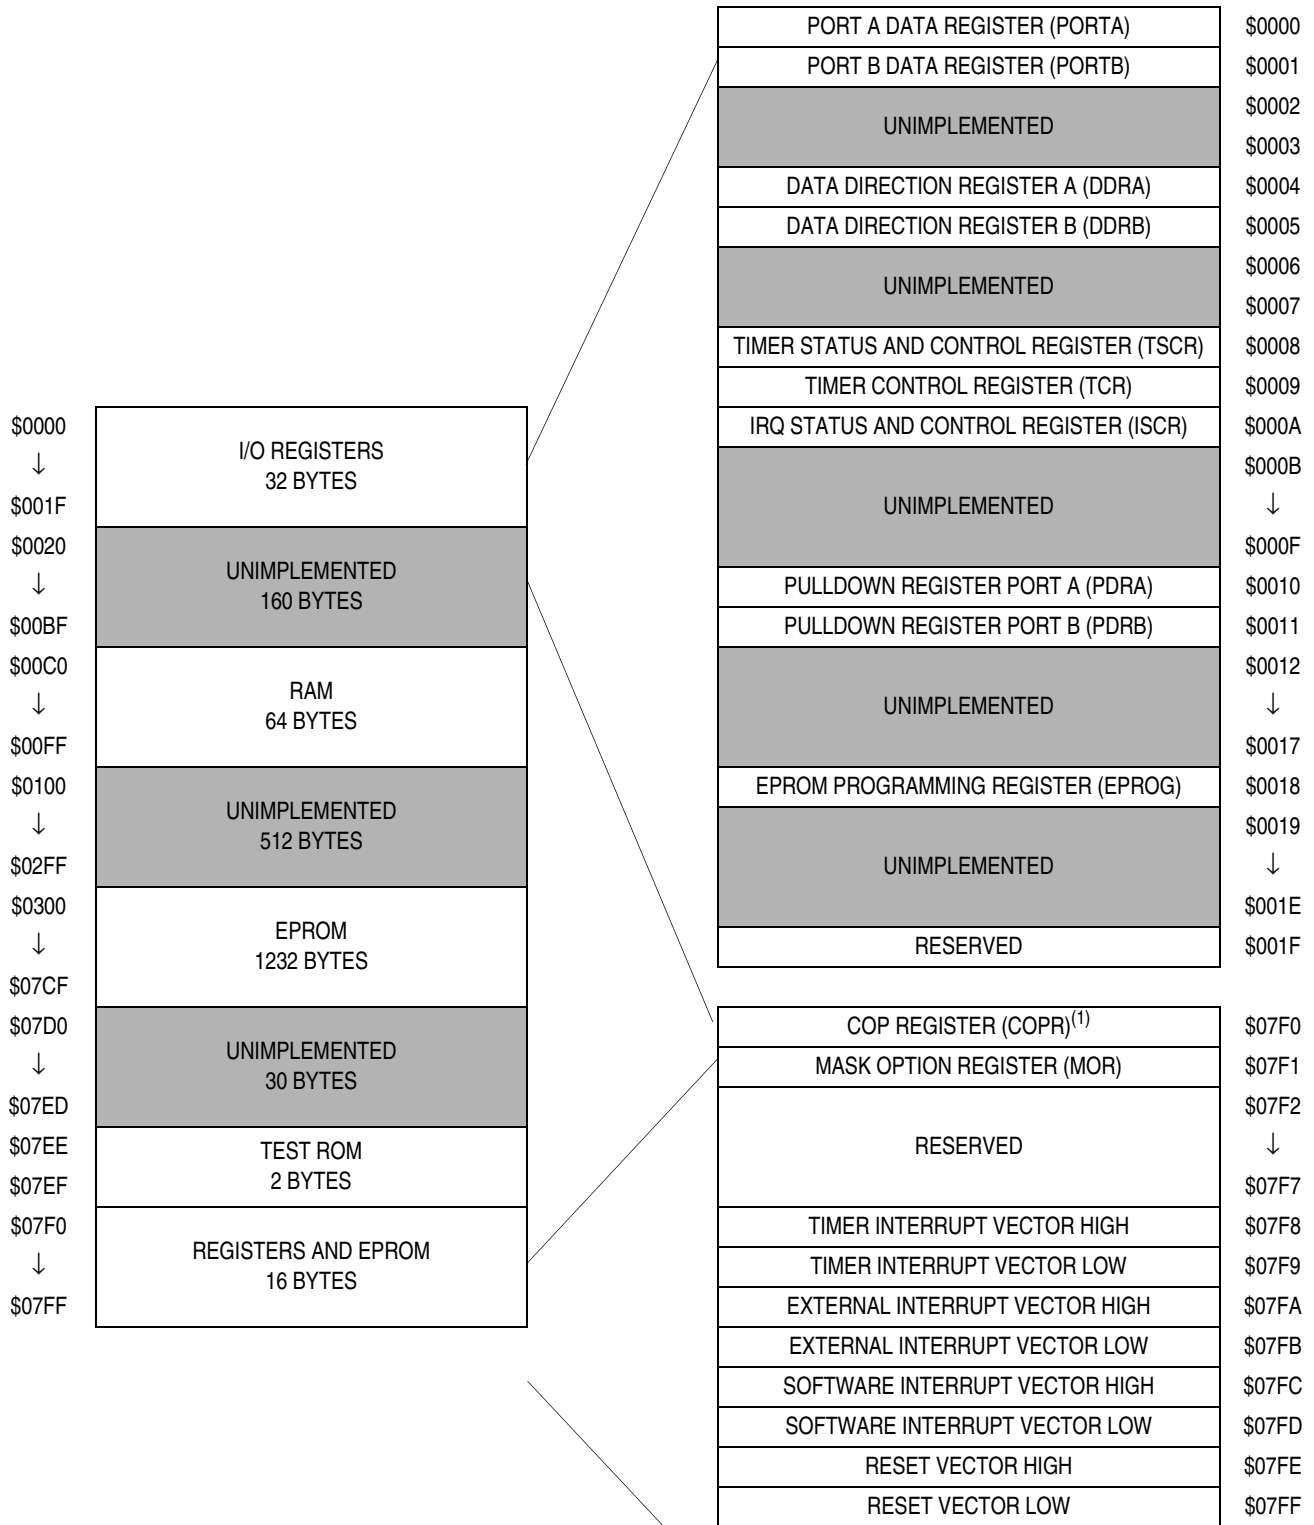 PORT A DATA REGISTER (PORTA) $0000
PORT B DATA REGISTER (PORTB) $0001
UNIMPLEMENTED
$0002
$0003
DATA DIRECTION REGISTER A (DDRA) $0004
DATA DIRECTION REGISTER B (DDRB) $0005
UNIMPLEMENTED
$0006
$0007
TIMER STATUS AND CONTROL REGISTER (TSCR) $0008
TIMER CONTROL REGISTER (TCR) $0009
IRQ STATUS AND CONTROL REGISTER (ISCR) $000A
UNIMPLEMENTED
$000B
↓
$000F
PULLDOWN REGISTER PORT A (PDRA) $0010
PULLDOWN REGISTER PORT B (PDRB) $0011
UNIMPLEMENTED
$0012
↓
$0017
EPROM PROGRAMMING REGISTER (EPROG) $0018
UNIMPLEMENTED
$0019
↓
$001E
RESERVED $001F
$0000
↓
$001F
I/O REGISTERS
32 BYTES
$0020
↓
$00BF
UNIMPLEMENTED
160 BYTES
$00C0
↓
$00FF
RAM
64 BYTES
$0100
↓
$02FF
UNIMPLEMENTED
512 BYTES
$0300
↓
$07CF
EPROM
1232 BYTES
$07D0
↓
$07ED
UNIMPLEMENTED
30 BYTES
$07EE
$07EF
TEST ROM
2 BYTES
$07F0
↓
$07FF
REGISTERS AND EPROM
16 BYTES
COP REGISTER (COPR)(1) $07F0
MASK OPTION REGISTER (MOR) $07F1
RESERVED
$07F2
↓
$07F7
TIMER INTERRUPT VECTOR HIGH $07F8
TIMER INTERRUPT VECTOR LOW $07F9
EXTERNAL INTERRUPT VECTOR HIGH $07FA
EXTERNAL INTERRUPT VECTOR LOW $07FB
SOFTWARE INTERRUPT VECTOR HIGH $07FC
SOFTWARE INTERRUPT VECTOR LOW $07FD
RESET VECTOR HIGH $07FE
RESET VECTOR LOW $07FF